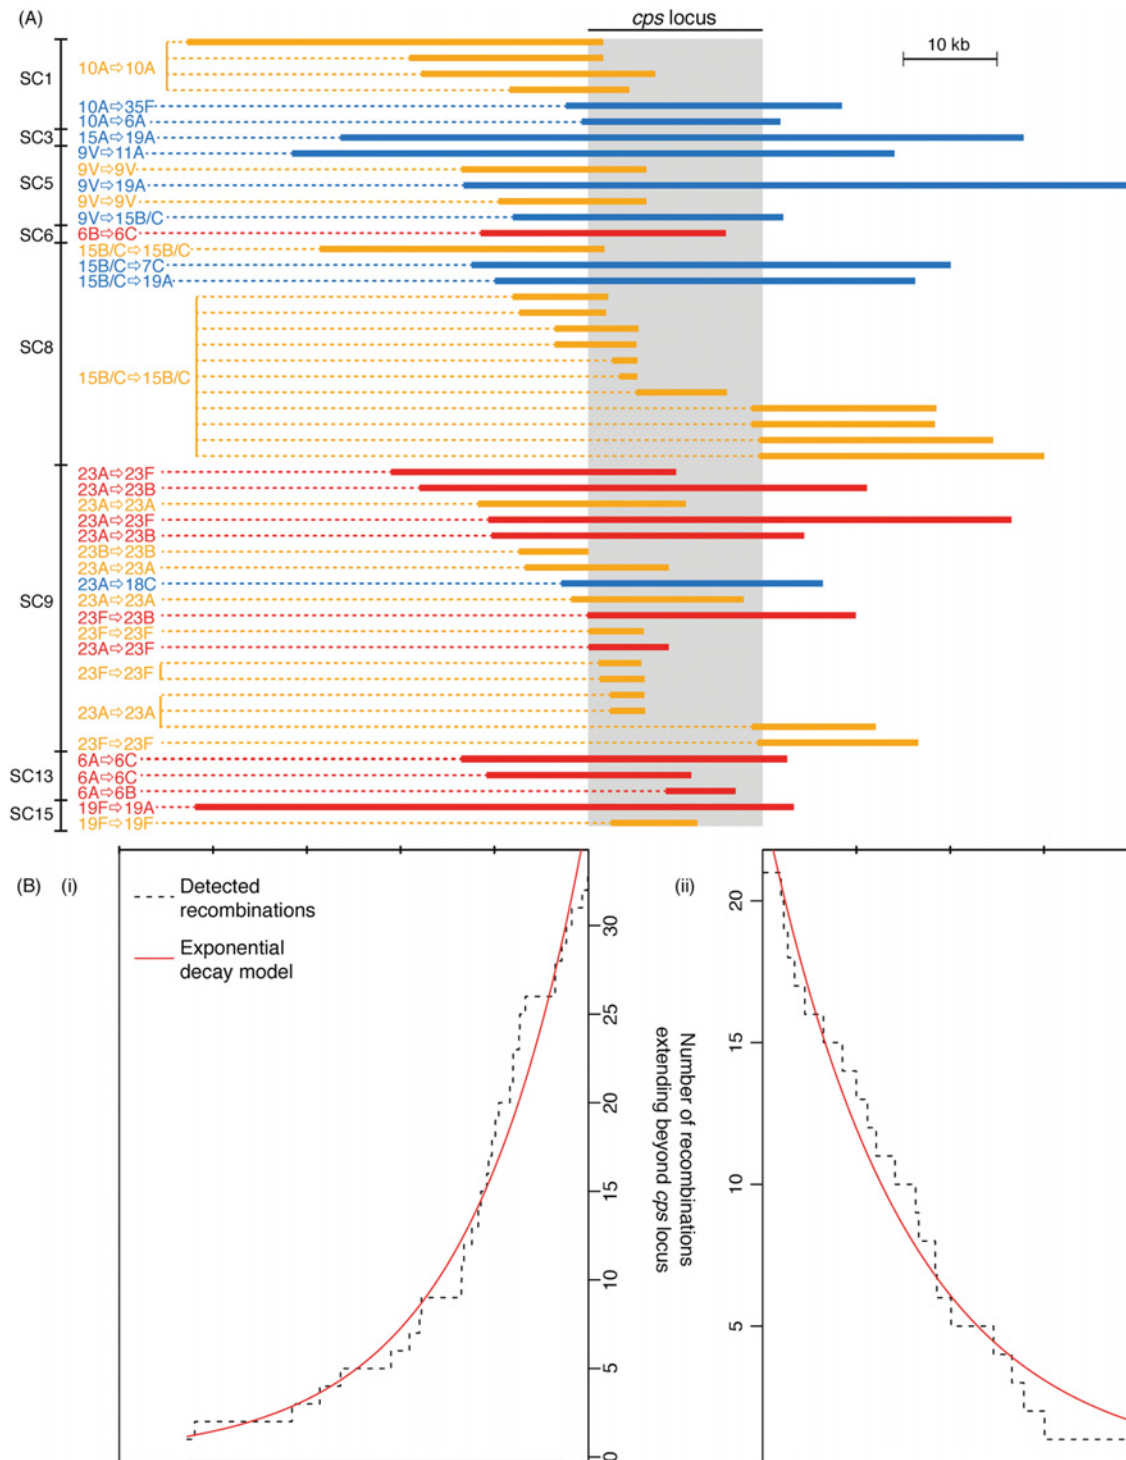 (A)
cps locus
10 kb
SC1
10A⇨10A
10A⇨35F
10A⇨6A
SC3
15A⇨19A
SC5
9V⇨11A
9V⇨9V
9V⇨19A
9V⇨9V
9V⇨15B/C
SC6
6B⇨6C
SC8
15B/C⇨15B/C
15B/C⇨7C
15B/C⇨19A
15B/C⇨15B/C
SC9
23A⇨23F
23A⇨23B
23A⇨23A
23A⇨23F
23A⇨23B
23B⇨23B
23A⇨23A
23A⇨18C
23A⇨23A
23F⇨23B
23F⇨23F
23A⇨23F
23F⇨23F
23A⇨23A
23F⇨23F
SC13
6A⇨6C
6A⇨6C
6A⇨6B
SC15
19F⇨19A
19F⇨19F
(B) (i)
Detected
recombinations
Exponential
decay model
30
25
20
15
10
5
0
Number of recombinations
extending beyond cps locus
(ii)
20
15
10
5